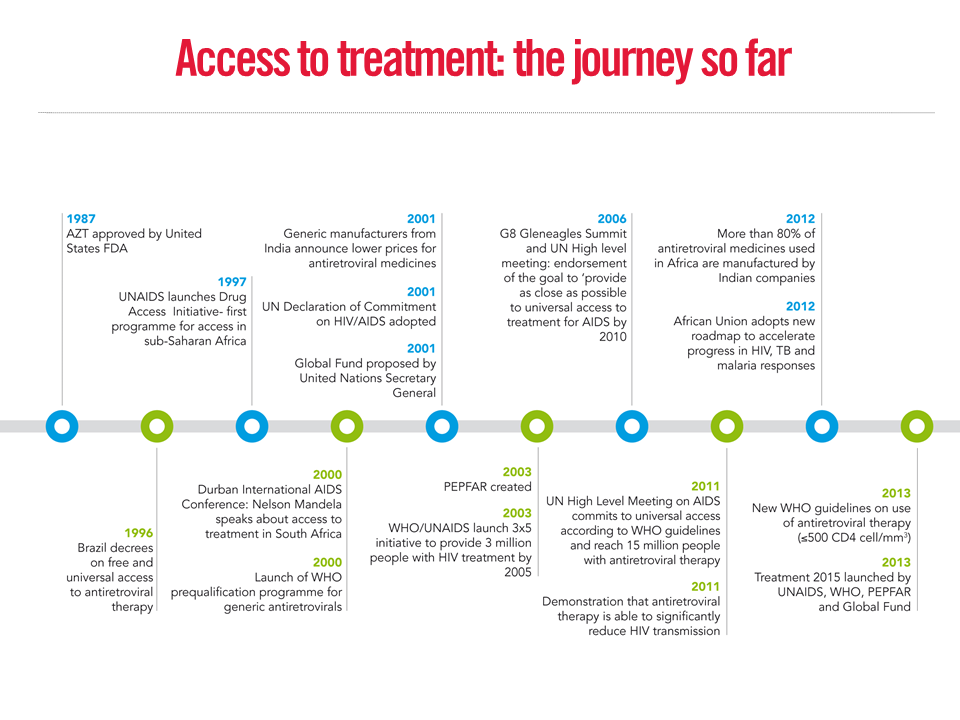 Access to treatment: the journey so far
1987
AZT approved by United
States FDA
1997
UNAIDS launches Drug
Access  Initiative- first
programme for access in
sub-Saharan Africa
2001
Generic manufacturers from
India announce lower prices for
antiretroviral medicines
2001
UN Declaration of Commitment
on HIV/AIDS adopted
2001
Global Fund proposed by
United Nations Secretary
General
2006
G8 Gleneagles Summit
and UN High level
meeting: endorsement
of the goal to ‘provide
as close as possible
to universal access to
treatment for AIDS by
2010
2012
More than 80% of
antiretroviral medicines used
in Africa are manufactured by
Indian companies
2012
African Union adopts new
roadmap to accelerate
progress in HIV, TB and
malaria responses
1996
Brazil decrees
on free and
universal access
to antiretroviral
therapy
2000
Durban International AIDS
Conference: Nelson Mandela
speaks about access to
treatment in South Africa
2000
Launch of WHO
prequalification programme for
generic antiretrovirals
2003
PEPFAR created
2003
WHO/UNAIDS launch 3x5
initiative to provide 3 million
people with HIV treatment by
2005
2011
UN High Level Meeting on AIDS
commits to universal access
according to WHO guidelines
and reach 15 million people
with antiretroviral therapy
2011
Demonstration that antiretroviral
therapy is able to significantly
reduce HIV transmission
2013
New WHO guidelines on use
of antiretroviral therapy
(≤500 CD4 cell/mm³)
2013
Treatment 2015 launched by
UNAIDS, WHO, PEPFAR
and Global Fund